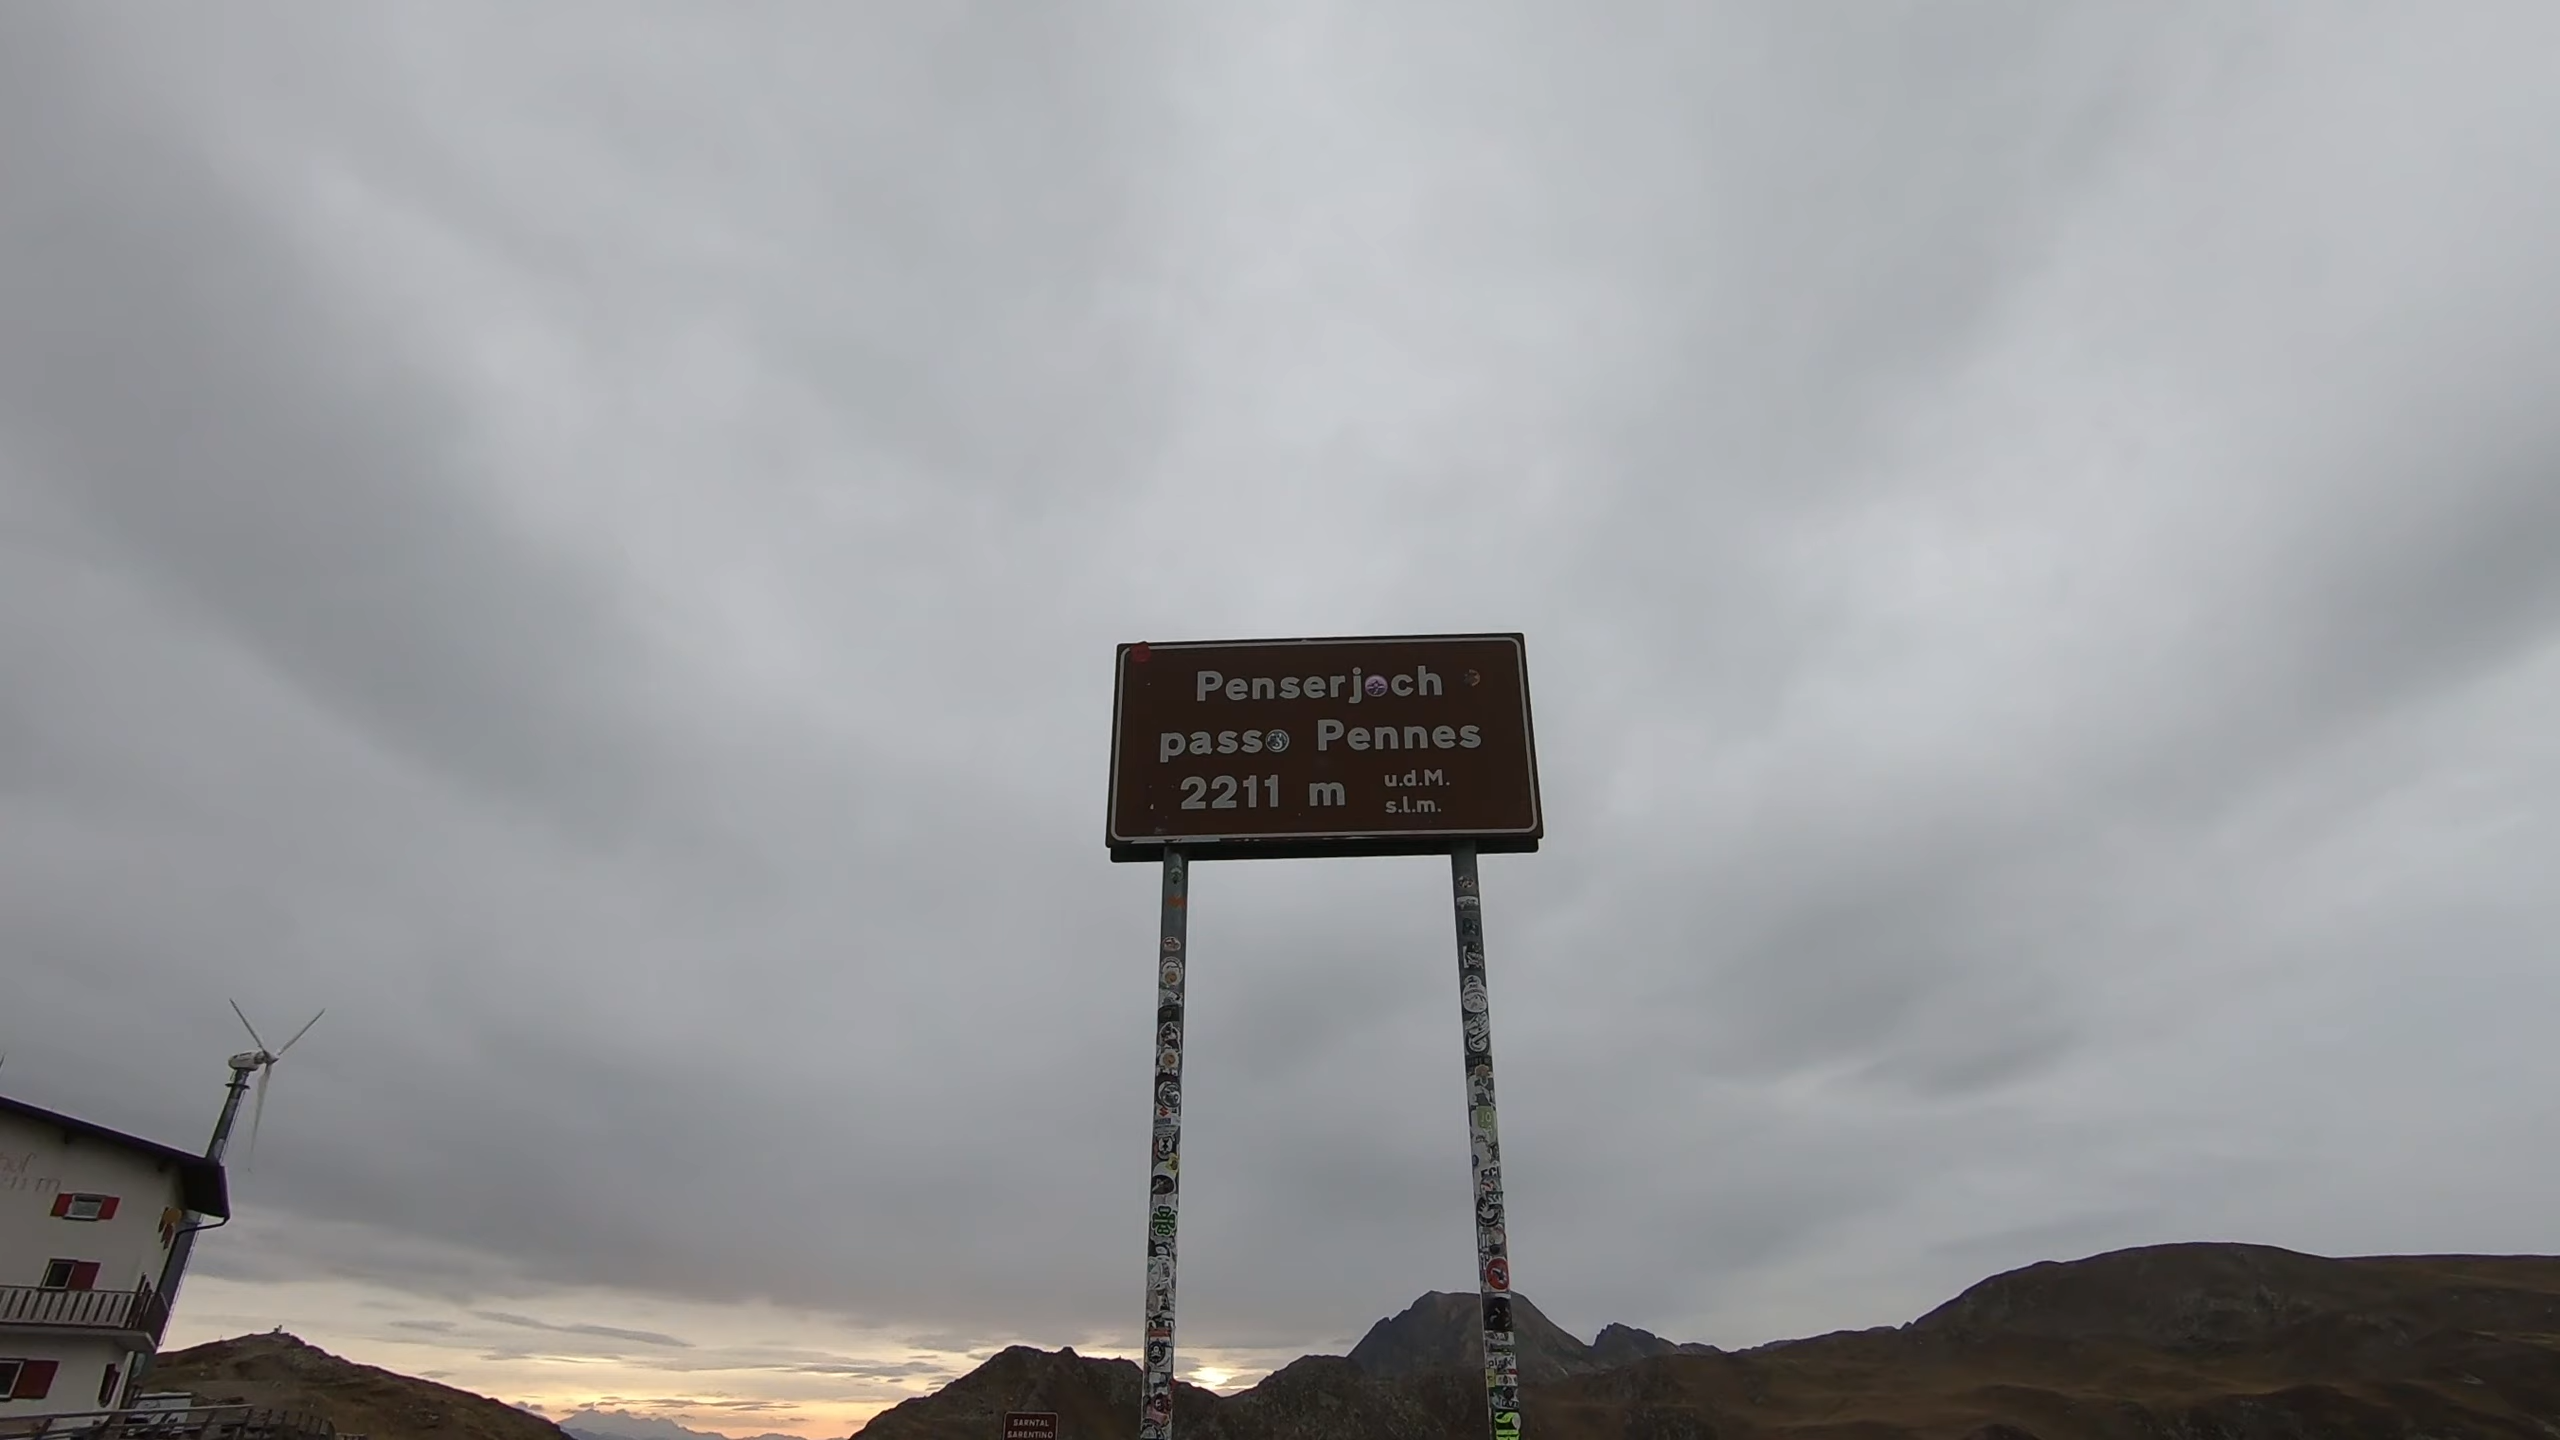 Penserjoch
passo Pennes
2211 m u.d.M.
s.l.m.
SARNTAL
SARENTINO